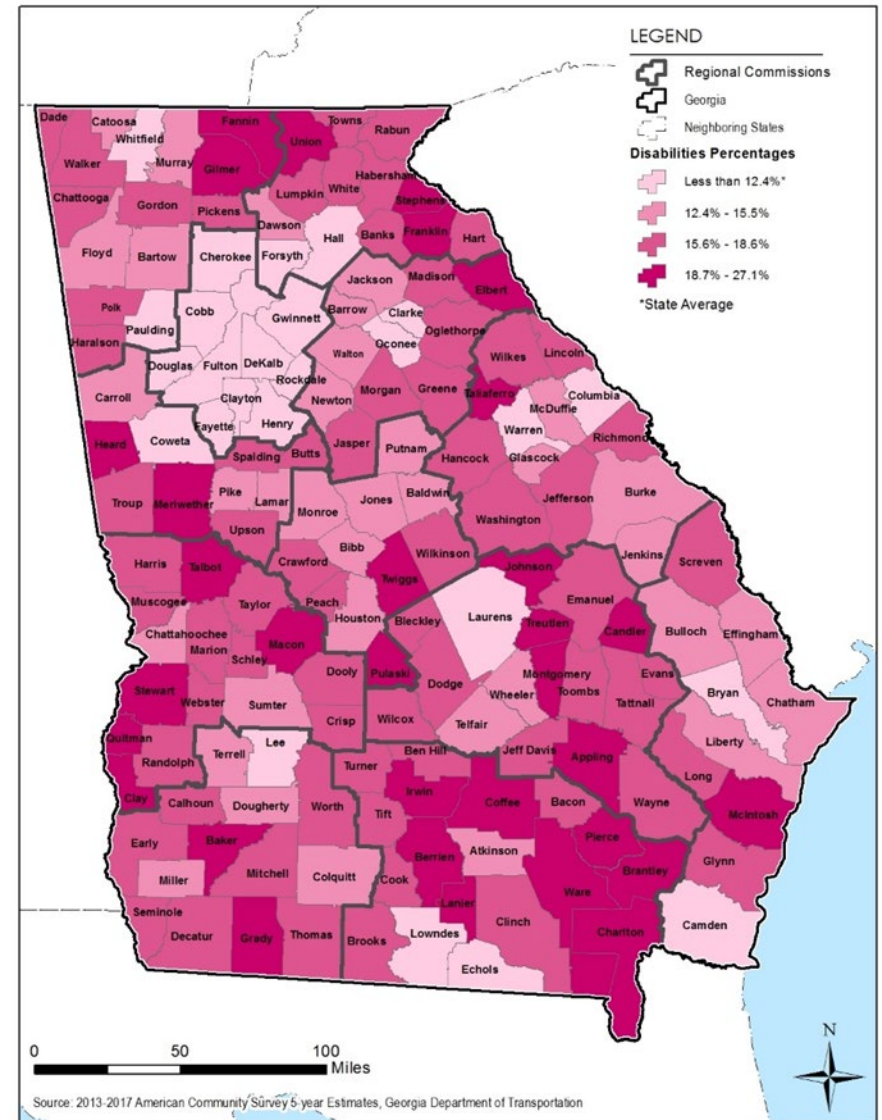 LEGEND
Regional Commissions
Georgia
Neighboring States
Disabilities Percentages
Less than 12.4%*
12.4% - 15.5%
15.6% - 18.6%
18.7% - 27.1%
*State Average
Dade
Catoosa
Whitfield
Fannin
Towns
Rabun
Union
Walker
Murray
Gilmer
Habersham
Chattooga
Gordon
Pickens
Lumpkin
White
Stephens
Dawson
Hall
Banks
Franklin
Hart
Floyd
Bartow
Cherokee
Forsyth
Jackson
Madison
Elbert
Polk
Paulding
Cobb
Gwinnett
Barrow
Clarke
Oconee
Oglethorpe
Haralson
Douglas
Fulton
DeKalb
Rockdale
Walton
Wilkes
Lincoln
Carroll
Clayton
Newton
Morgan
Greene
Taliaferro
McDuffie
Columbia
Heard
Coweta
Fayette
Henry
Warren
Richmond
Spalding
Butts
Jasper
Putnam
Hancock
Glascock
Troup
Meriwether
Pike
Lamar
Monroe
Jones
Baldwin
Jefferson
Burke
Upson
Washington
Harris
Talbot
Crawford
Bibb
Wilkinson
Twiggs
Johnson
Jenkins
Screven
Muscogee
Taylor
Peach
Houston
Bleckley
Laurens
Treutlen
Emanuel
Candler
Bulloch
Effingham
Chattahoochee
Marion
Schley
Macon
Dooly
Pulaski
Dodge
Montgomery
Toombs
Evans
Tattnall
Bryan
Chatham
Stewart
Webster
Sumter
Crisp
Wilcox
Wheeler
Telfair
Quitman
Randolph
Terrell
Lee
Turner
Ben Hill
Jeff Davis
Appling
Liberty
Long
Clay
Calhoun
Dougherty
Worth
Tift
Irwin
Coffee
Bacon
Wayne
McIntosh
Early
Baker
Mitchell
Colquitt
Cook
Berrien
Atkinson
Pierce
Brantley
Glynn
Miller
Lanier
Ware
Seminole
Decatur
Grady
Thomas
Brooks
Lowndes
Clinch
Charlton
Camden
Echols
N
0 50 100
Miles
Source: 2013-2017 American Community Survey 5-year Estimates, Georgia Department of Transportation